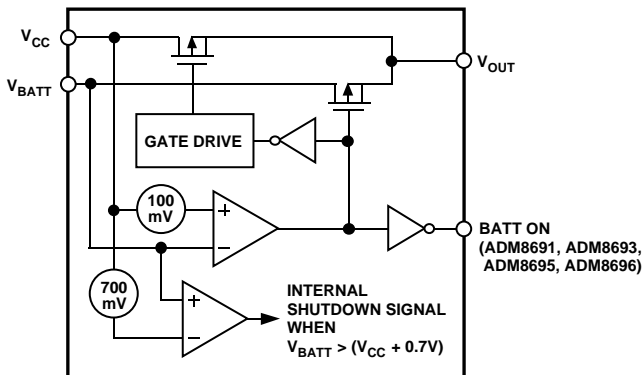 VCC
VBATT
VOUT
GATE DRIVE
100
mV
+
−
BATT ON
(ADM8691, ADM8693,
ADM8695, ADM8696)
700
mV
+
−
INTERNAL
SHUTDOWN SIGNAL
WHEN
VBATT > (VCC + 0.7V)